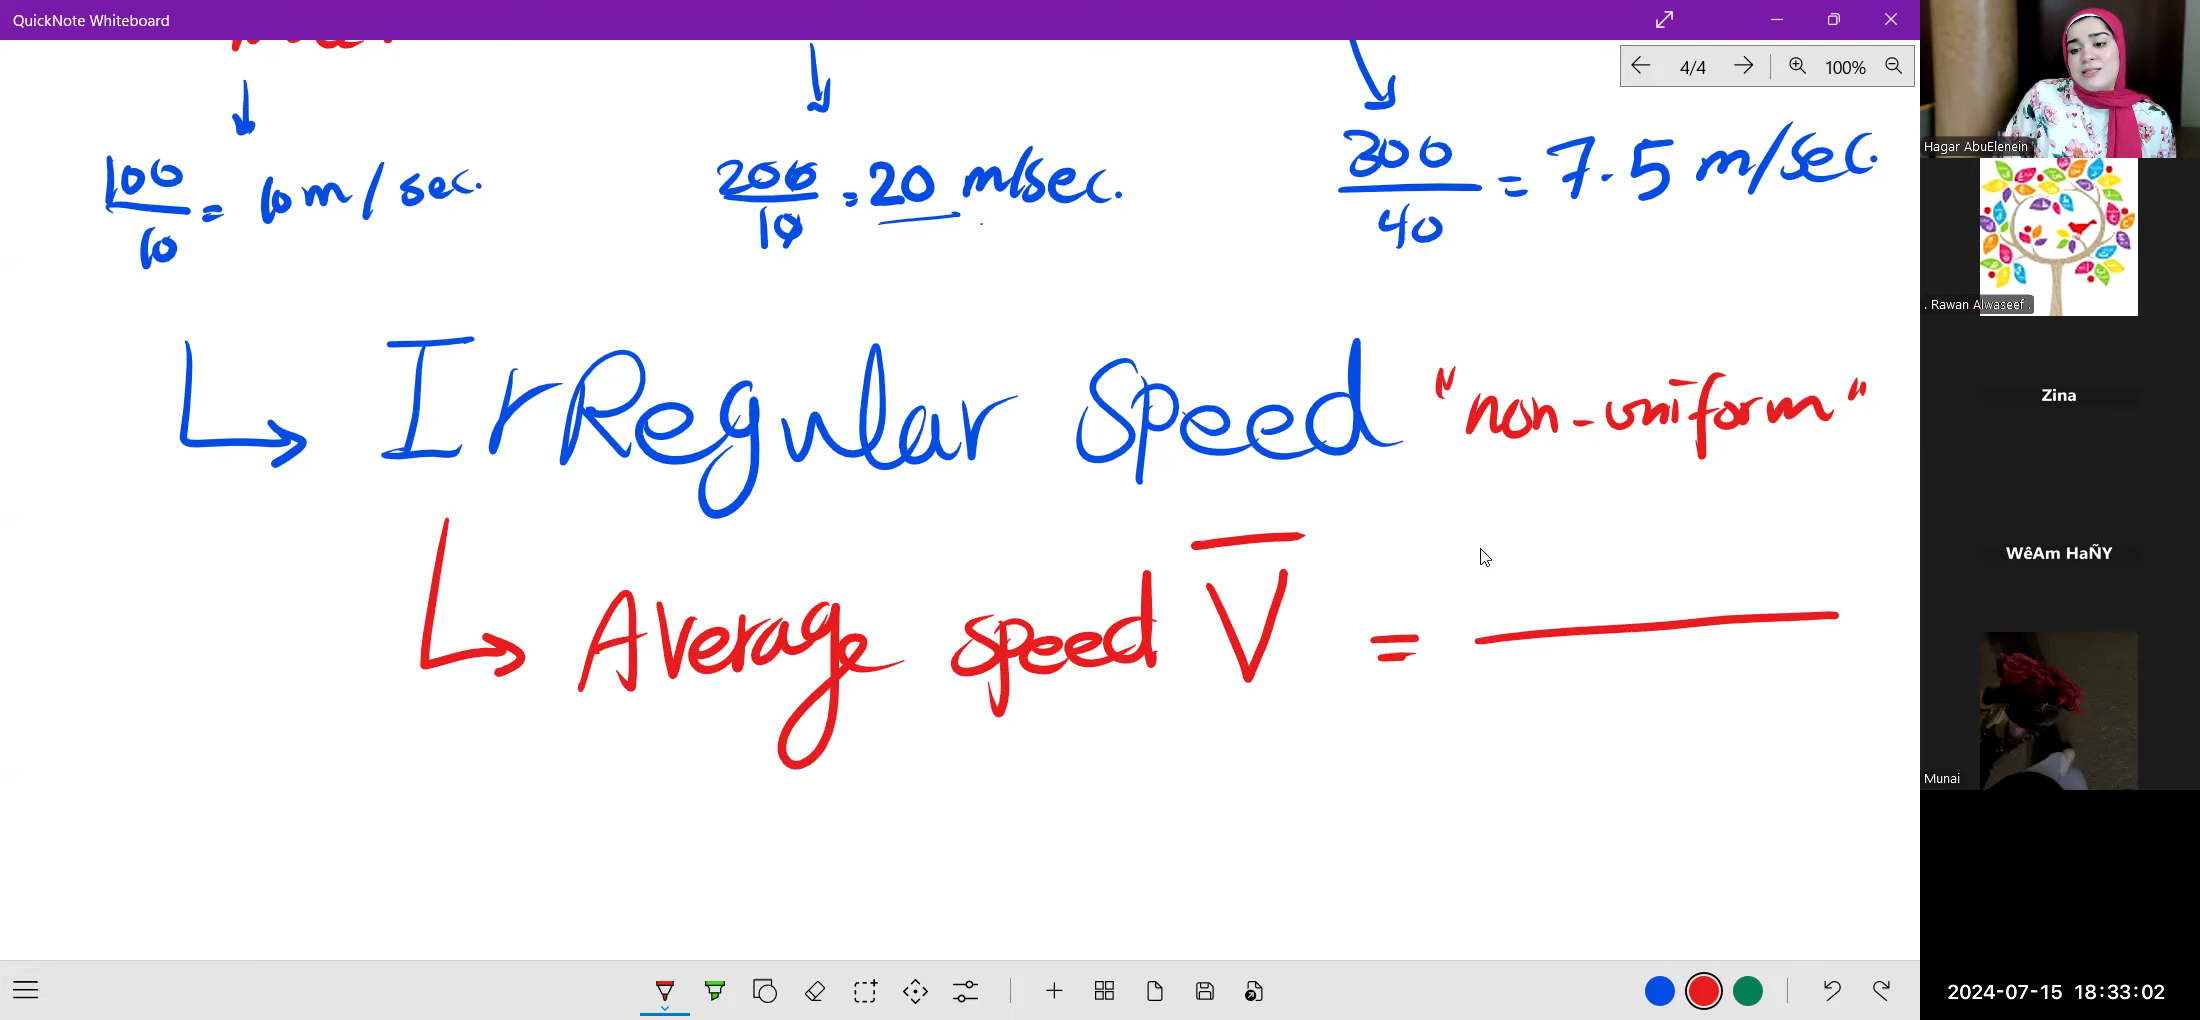 QuickNote Whiteboard
4/4
100%
100/10 = 10 m / sec.
200/10 = 20 m/sec.
300/40 = 7.5 m/sec.
IrRegular Speed "non-uniform"
Average speed V̅ =
Hagar AbuElenein
. Rawan Alwaseef .
Zina
WêAm HaÑY
Munai
2024-07-15 18:33:02